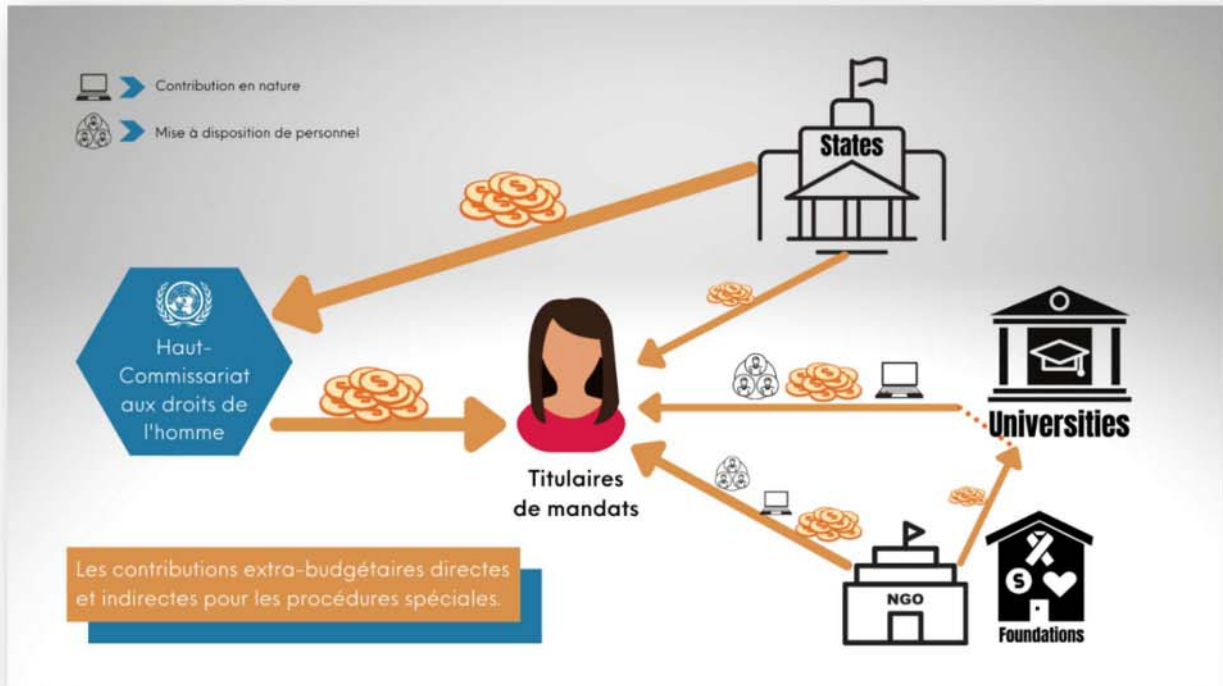 Contribution en nature
Mise à disposition de personnel
States
Haut-
Commissariat
aux droits de
l'homme
Universities
Titulaires
de mandats
Les contributions extra-budgétaires directes
et indirectes pour les procédures spéciales.
NGO
Foundations